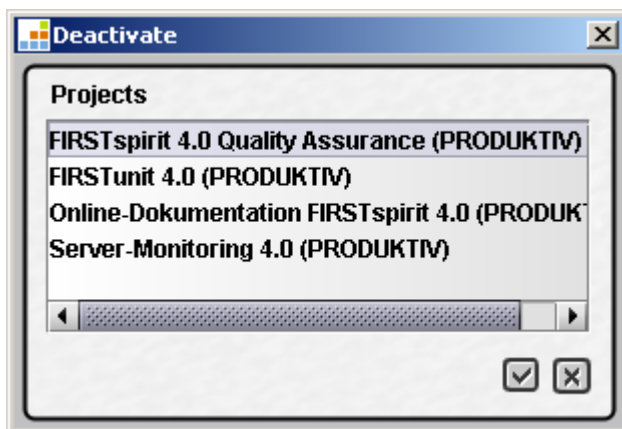 Deactivate
Projects
FIRSTspirit 4.0 Quality Assurance (PRODUKTIV)
FIRSTunit 4.0 (PRODUKTIV)
Online-Dokumentation FIRSTspirit 4.0 (PRODUK
Server-Monitoring 4.0 (PRODUKTIV)